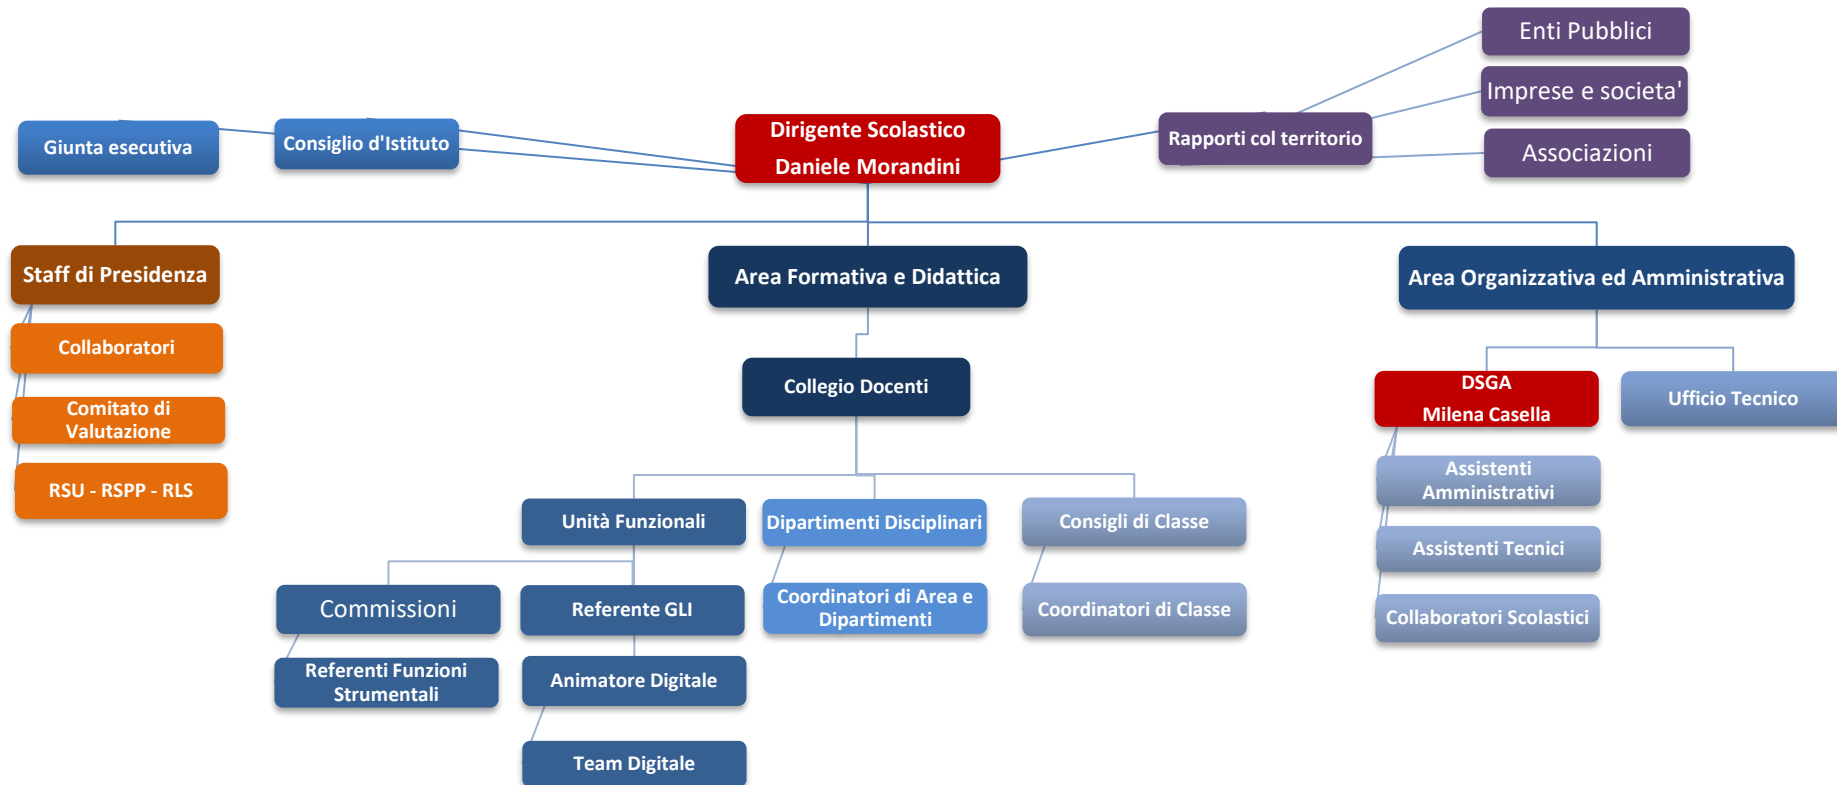 Enti Pubblici
Imprese e societa'
Associazioni
Giunta esecutiva
Consiglio d'Istituto
Dirigente Scolastico
Daniele Morandini
Rapporti col territorio
Staff di Presidenza
Area Formativa e Didattica
Area Organizzativa ed Amministrativa
Collaboratori
Comitato di
Valutazione
RSU - RSPP - RLS
Collegio Docenti
DSGA
Milena Casella
Ufficio Tecnico
Assistenti
Amministrativi
Assistenti Tecnici
Collaboratori Scolastici
Unità Funzionali
Dipartimenti Disciplinari
Consigli di Classe
Commissioni
Referente GLI
Coordinatori di Area e
Dipartimenti
Coordinatori di Classe
Referenti Funzioni
Strumentali
Animatore Digitale
Team Digitale